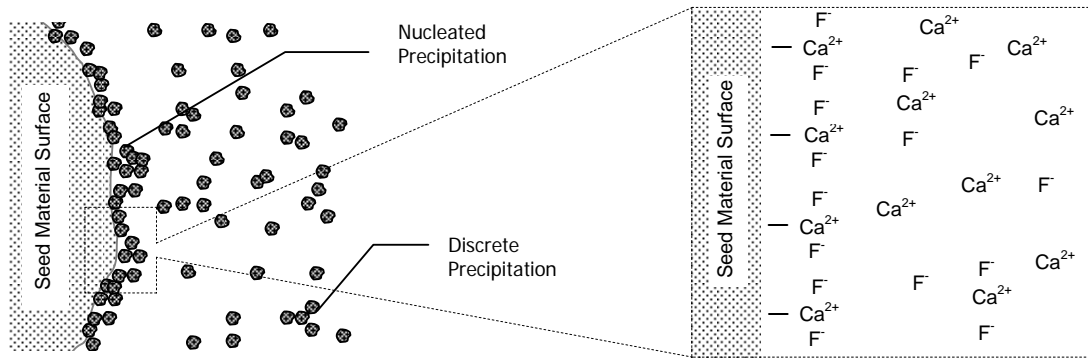 Seed Material Surface
Nucleated
Precipitation
Discrete
Precipitation
Seed Material Surface
F⁻
Ca²⁺
Ca²⁺
Ca²⁺
F⁻
F⁻
F⁻
F⁻
Ca²⁺
Ca²⁺
Ca²⁺
F⁻
F⁻
Ca²⁺
F⁻
F⁻
Ca²⁺
Ca²⁺
F⁻
Ca²⁺
F⁻
F⁻
F⁻
Ca²⁺
Ca²⁺
F⁻
F⁻